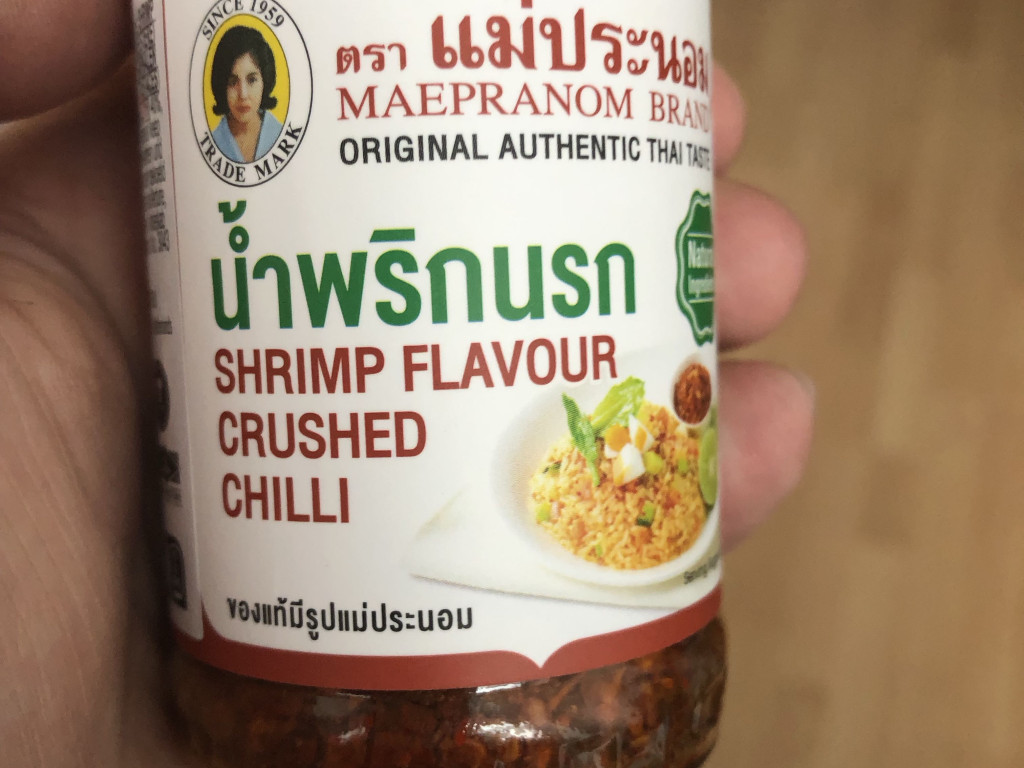 SINCE 1959
TRADE MARK
ตรา แม่ประนอม
MAEPRANOM BRAND
ORIGINAL AUTHENTIC THAI TASTE
น้ำพริกนรก
SHRIMP FLAVOUR
CRUSHED
CHILLI
ของแท้มีรูปแม่ประนอม